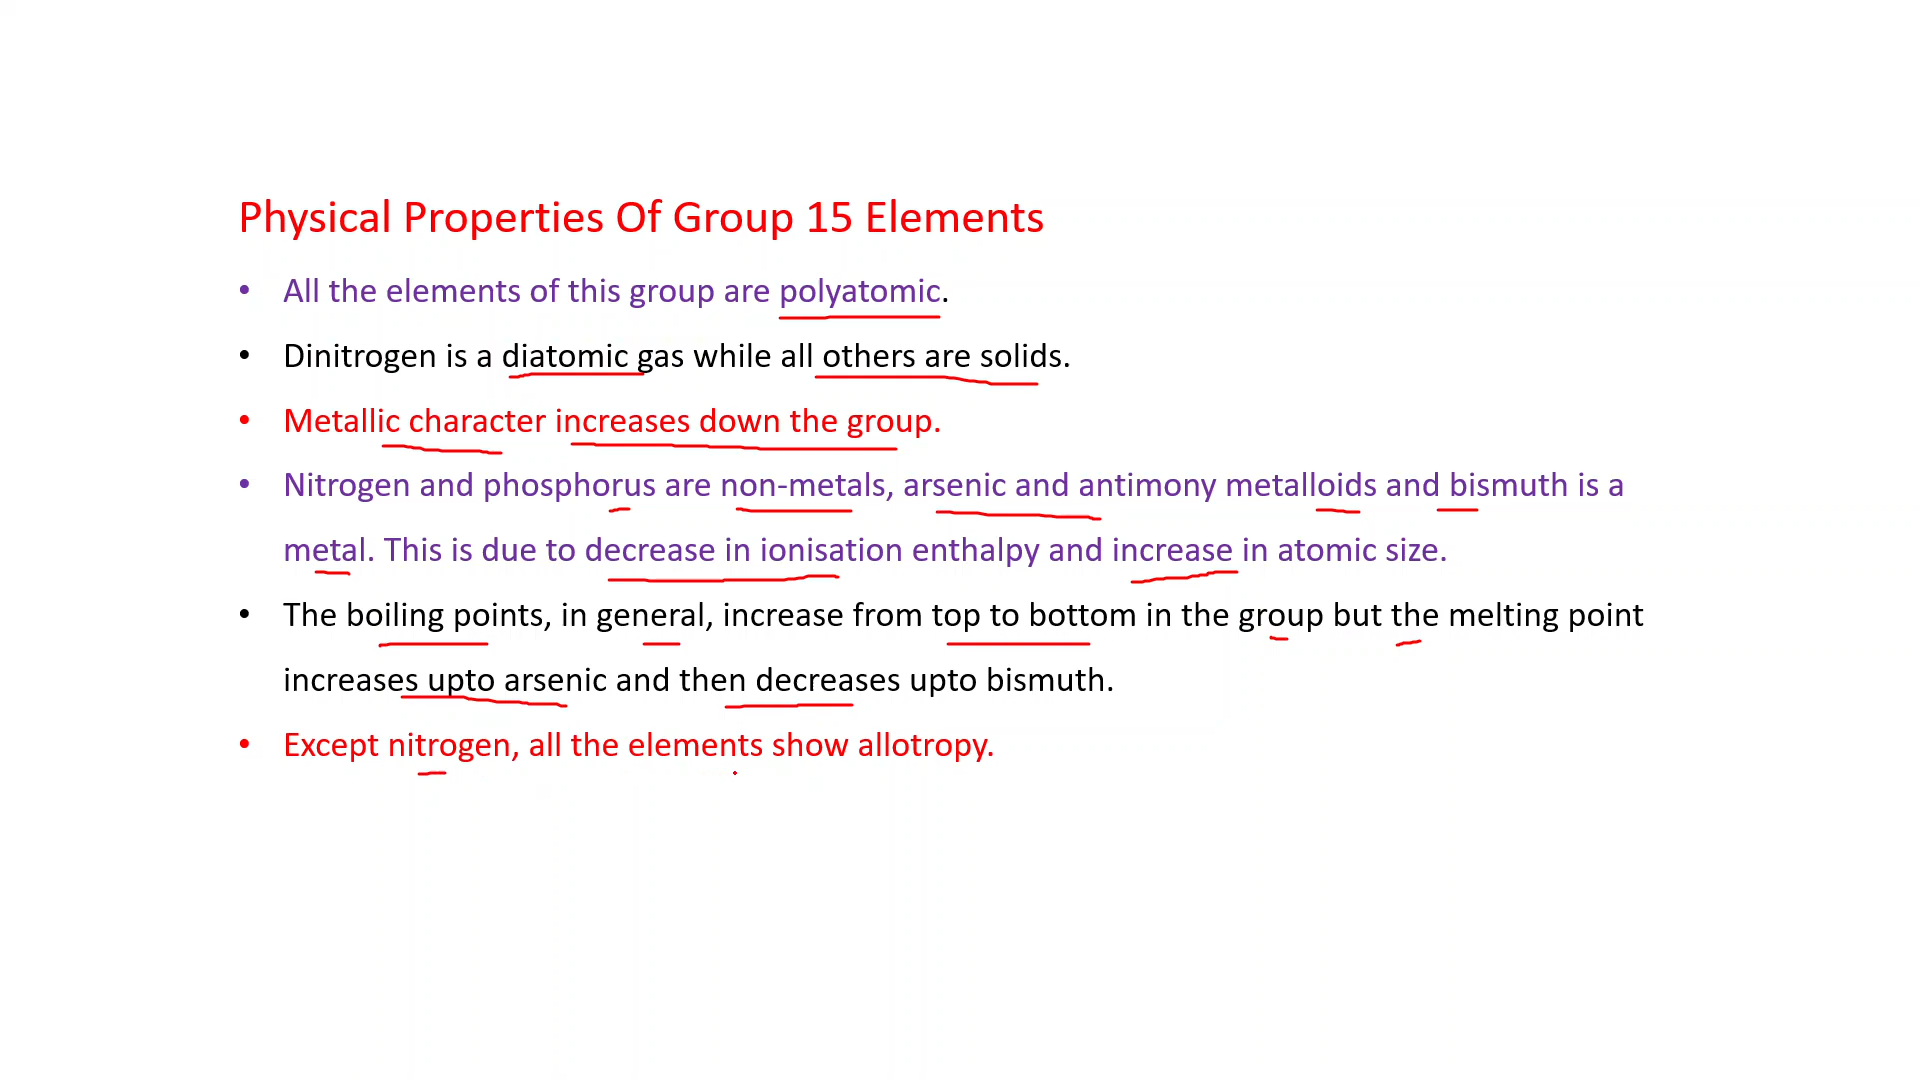 Physical Properties Of Group 15 Elements
• All the elements of this group are polyatomic.
• Dinitrogen is a diatomic gas while all others are solids.
• Metallic character increases down the group.
• Nitrogen and phosphorus are non-metals, arsenic and antimony metalloids and bismuth is a
metal. This is due to decrease in ionisation enthalpy and increase in atomic size.
• The boiling points, in general, increase from top to bottom in the group but the melting point
increases upto arsenic and then decreases upto bismuth.
• Except nitrogen, all the elements show allotropy.